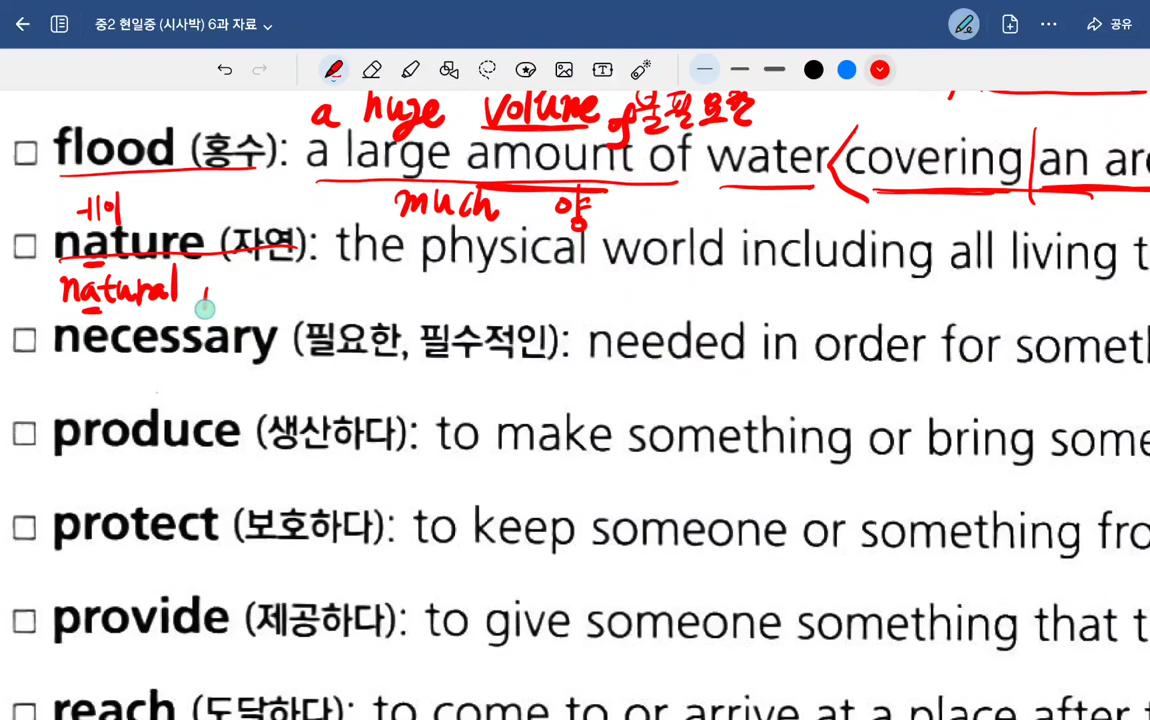 중2 현일중 (시사박) 6과 자료
공유
a huge volume of 불필요한
flood (홍수): a large amount of water covering an are
much 양
네이
nature (자연): the physical world including all living t
natural
necessary (필요한, 필수적인): needed in order for someth
produce (생산하다): to make something or bring some
protect (보호하다): to keep someone or something fro
provide (제공하다): to give someone something that t
reach (도달하다): to come to or arrive at a place after t